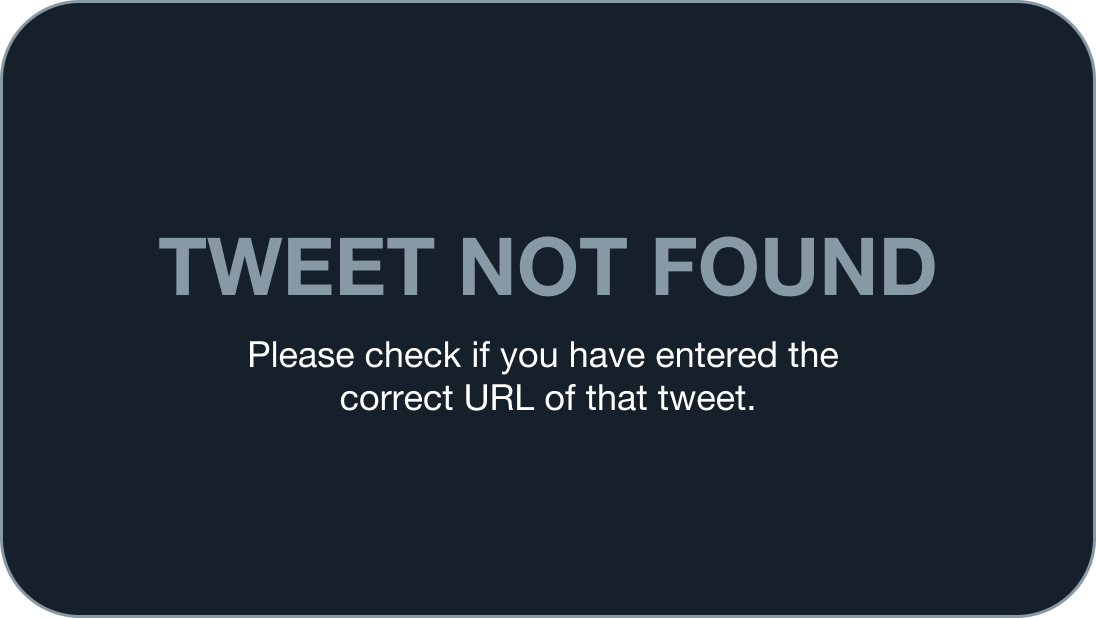 TWEET NOT FOUND
Please check if you have entered the
correct URL of that tweet.